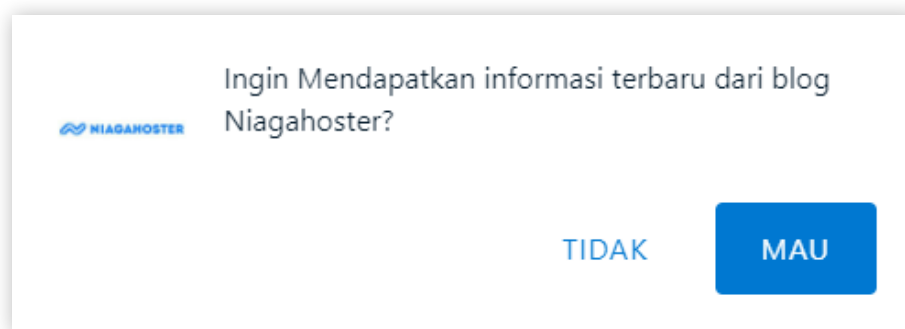 Ingin Mendapatkan informasi terbaru dari blog
Niagahoster?
NIAGAHOSTER
TIDAK
MAU